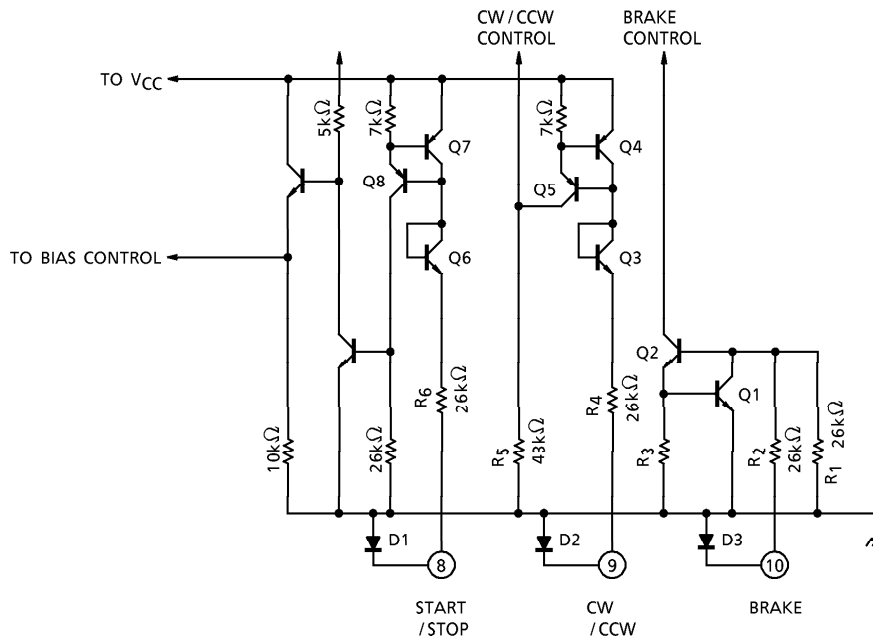 CW / CCW
CONTROL
BRAKE
CONTROL
TO VCC
5kΩ
7kΩ
Q7
7kΩ
Q4
Q8
Q5
TO BIAS CONTROL
Q6
Q3
Q2
Q1
R6
26kΩ
R4
26kΩ
10kΩ
26kΩ
R5
43kΩ
R3
R2
26kΩ
R1
26kΩ
D1
D2
D3
8
9
10
START
/ STOP
CW
/ CCW
BRAKE